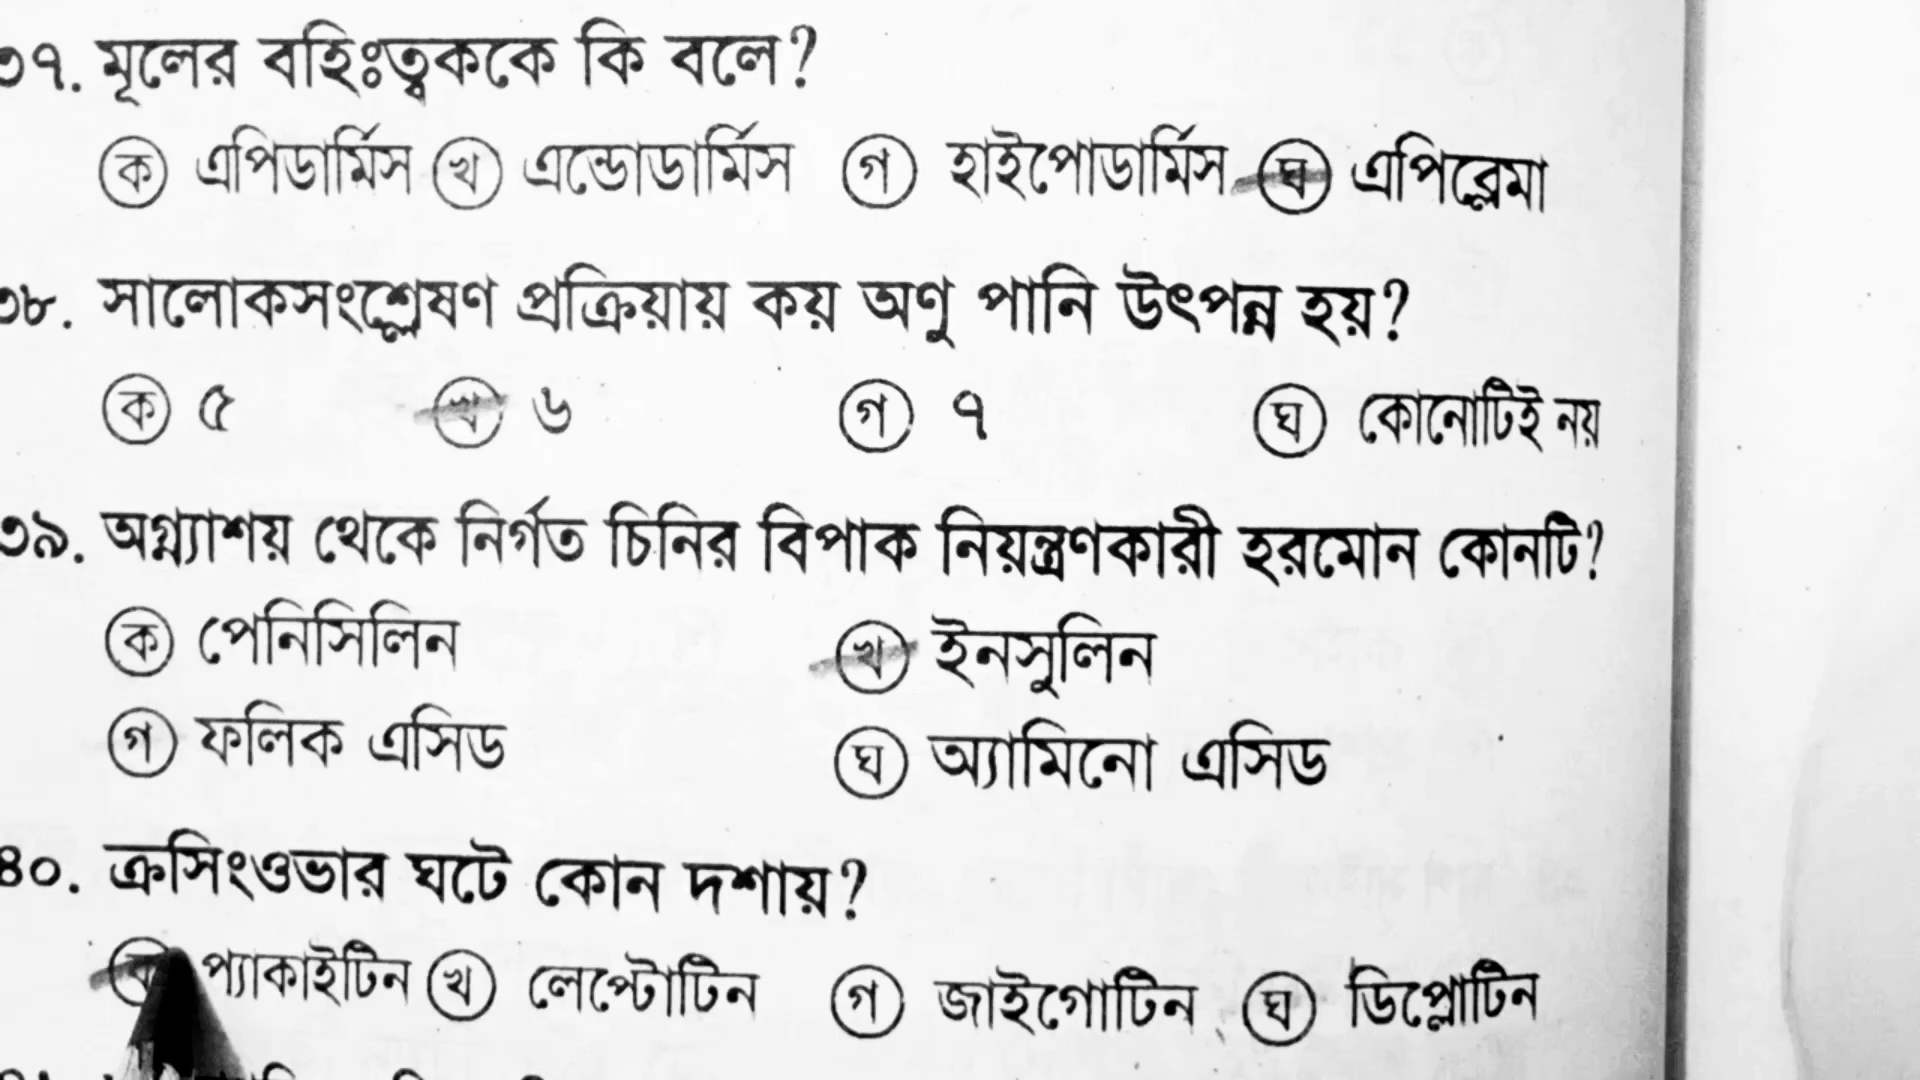 ৩৭. মূলের বহিঃত্বককে কি বলে?
ক এপিডার্মিস খ এন্ডোডার্মিস গ হাইপোডার্মিস ঘ এপিব্লেমা
৩৮. সালোকসংশ্লেষণ প্রক্রিয়ায় কয় অণু পানি উৎপন্ন হয়?
ক ৫ খ ৬ গ ৭ ঘ কোনোটিই নয়
৩৯. অগ্ন্যাশয় থেকে নির্গত চিনির বিপাক নিয়ন্ত্রণকারী হরমোন কোনটি?
ক পেনিসিলিন খ ইনসুলিন
গ ফলিক এসিড ঘ অ্যামিনো এসিড
৪০. ক্রসিংওভার ঘটে কোন দশায়?
ক প্যাকাইটিন খ লেপ্টোটিন গ জাইগোটিন ঘ ডিপ্লোটিন